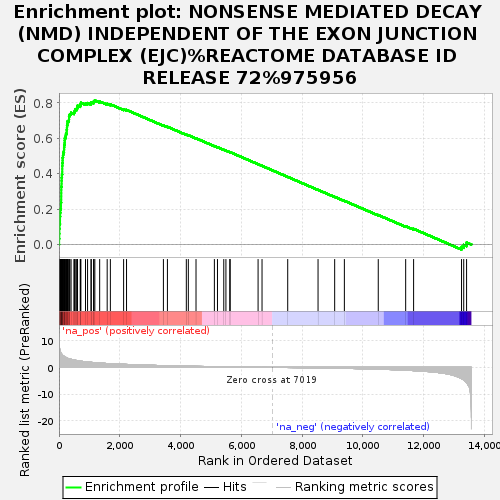 Enrichment plot: NONSENSE MEDIATED DECAY
(NMD) INDEPENDENT OF THE EXON JUNCTION
COMPLEX (EJC)%REACTOME DATABASE ID
RELEASE 72%975956
Enrichment score (ES)
0.8
0.6
0.4
0.2
0.0
'na_pos' (positively correlated)
Ranked list metric (PreRanked)
10
0
-10
-20
Zero cross at 7019
'na_neg' (negatively correlated)
0 2,000 4,000 6,000 8,000 10,000 12,000 14,000
Rank in Ordered Dataset
Enrichment profile Hits Ranking metric scores